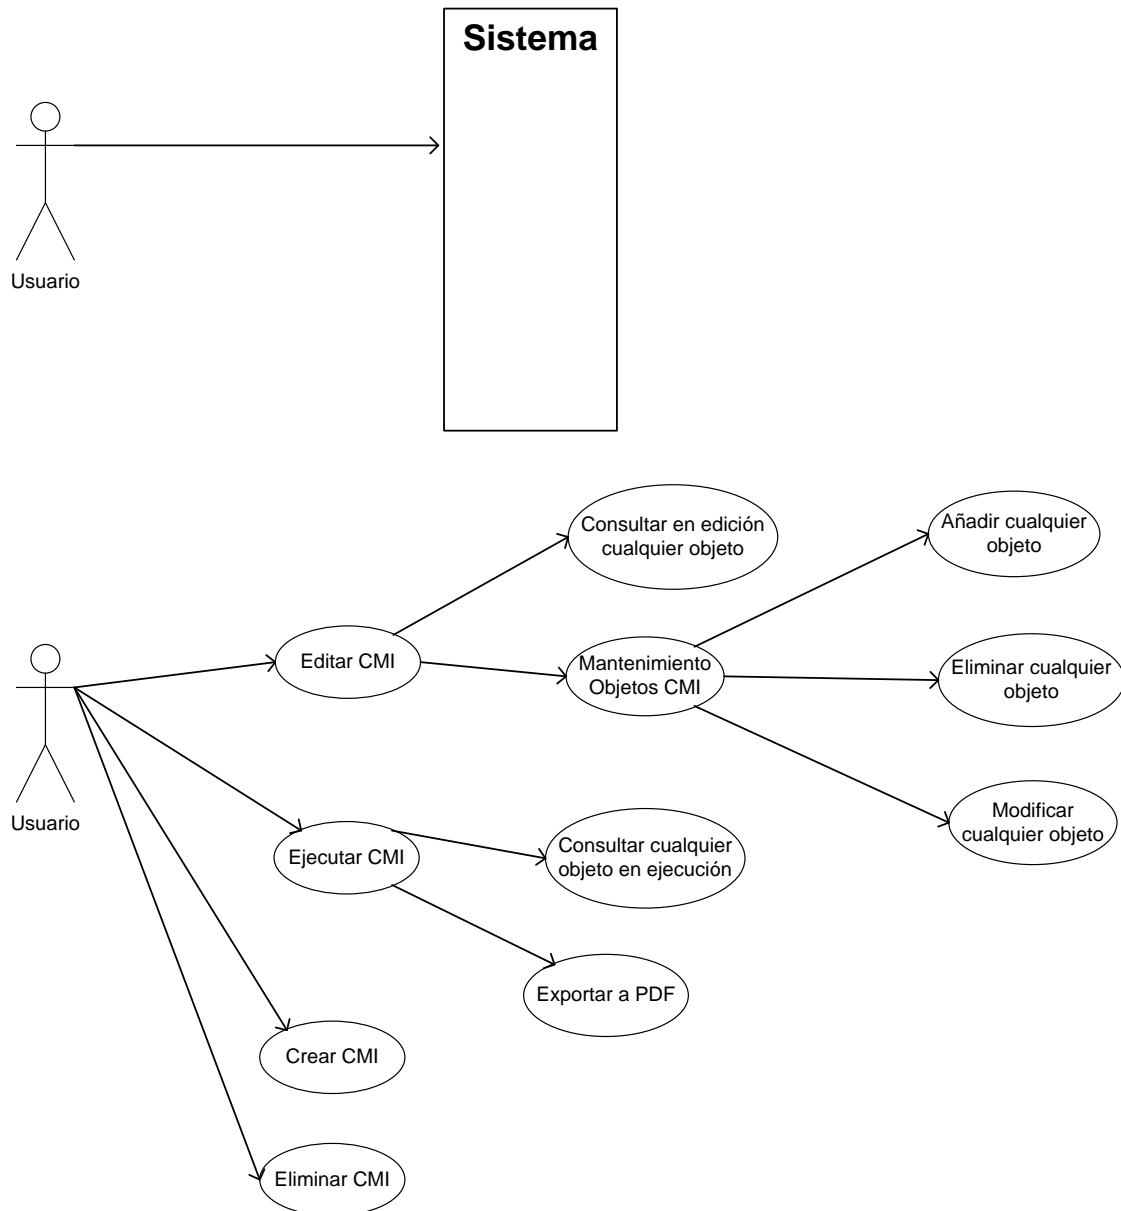 Sistema
Usuario
Consultar en edición
cualquier objeto
Añadir cualquier
objeto
Editar CMI
Mantenimiento
Objetos CMI
Eliminar cualquier
objeto
Usuario
Modificar
cualquier objeto
Ejecutar CMI
Consultar cualquier
objeto en ejecución
Exportar a PDF
Crear CMI
Eliminar CMI